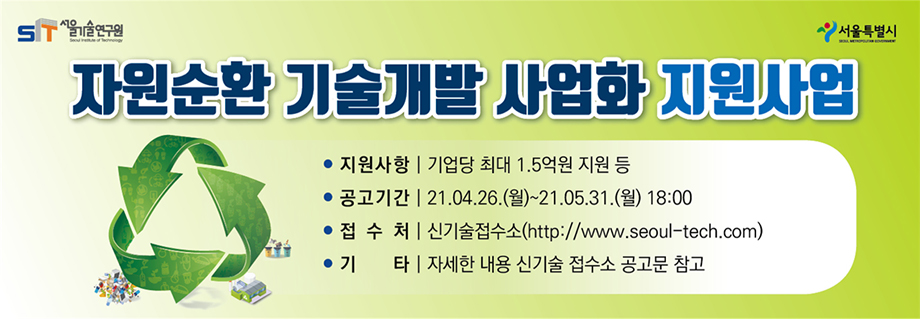 SIT 서울기술연구원
Seoul Institute of Technology
서울특별시
SEOUL METROPOLITAN GOVERNMENT
자원순환 기술개발 사업화 지원사업
• 지원사항 | 기업당 최대 1.5억원 지원 등
• 공고기간 | 21.04.26.(월)~21.05.31.(월) 18:00
• 접 수 처 | 신기술접수소(http://www.seoul-tech.com)
• 기 타 | 자세한 내용 신기술 접수소 공고문 참고